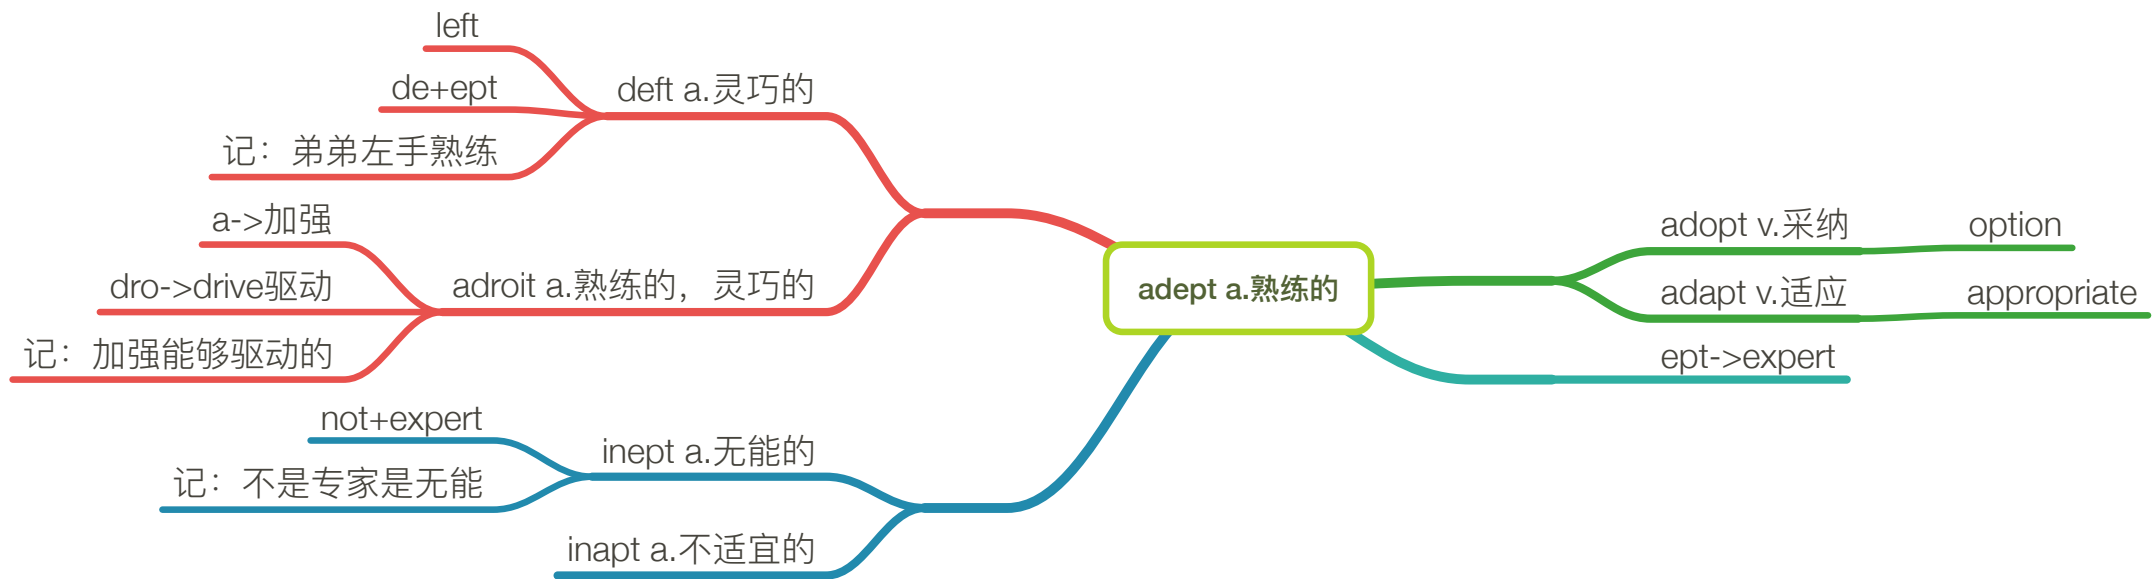 left
de+ept
deft a.灵巧的
记：弟弟左手熟练
a->加强
dro->drive驱动
adroit a.熟练的，灵巧的
记：加强能够驱动的
not+expert
inept a.无能的
记：不是专家是无能
inapt a.不适宜的
adept a.熟练的
adopt v.采纳
option
adapt v.适应
appropriate
ept->expert